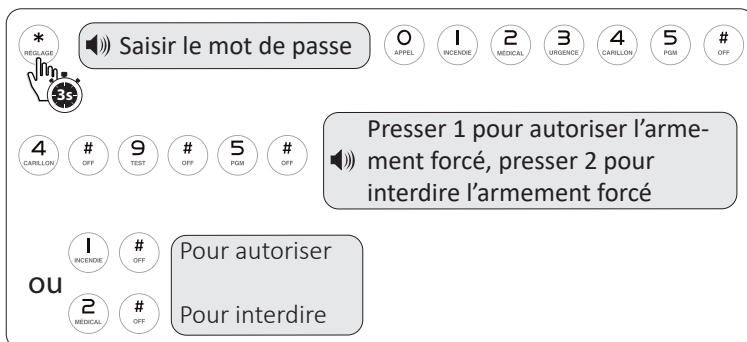 * RÉGLAGE
3s
Saisir le mot de passe
0 APPEL 1 INCENDIE 2 MÉDICAL 3 URGENCE 4 CARILLON 5 PGM # OFF
4 CARILLON # OFF 9 TEST # OFF 5 PGM # OFF
Presser 1 pour autoriser l’arme-
ment forcé, presser 2 pour
interdire l’armement forcé
1 INCENDIE # OFF Pour autoriser
ou
2 MÉDICAL # OFF Pour interdire